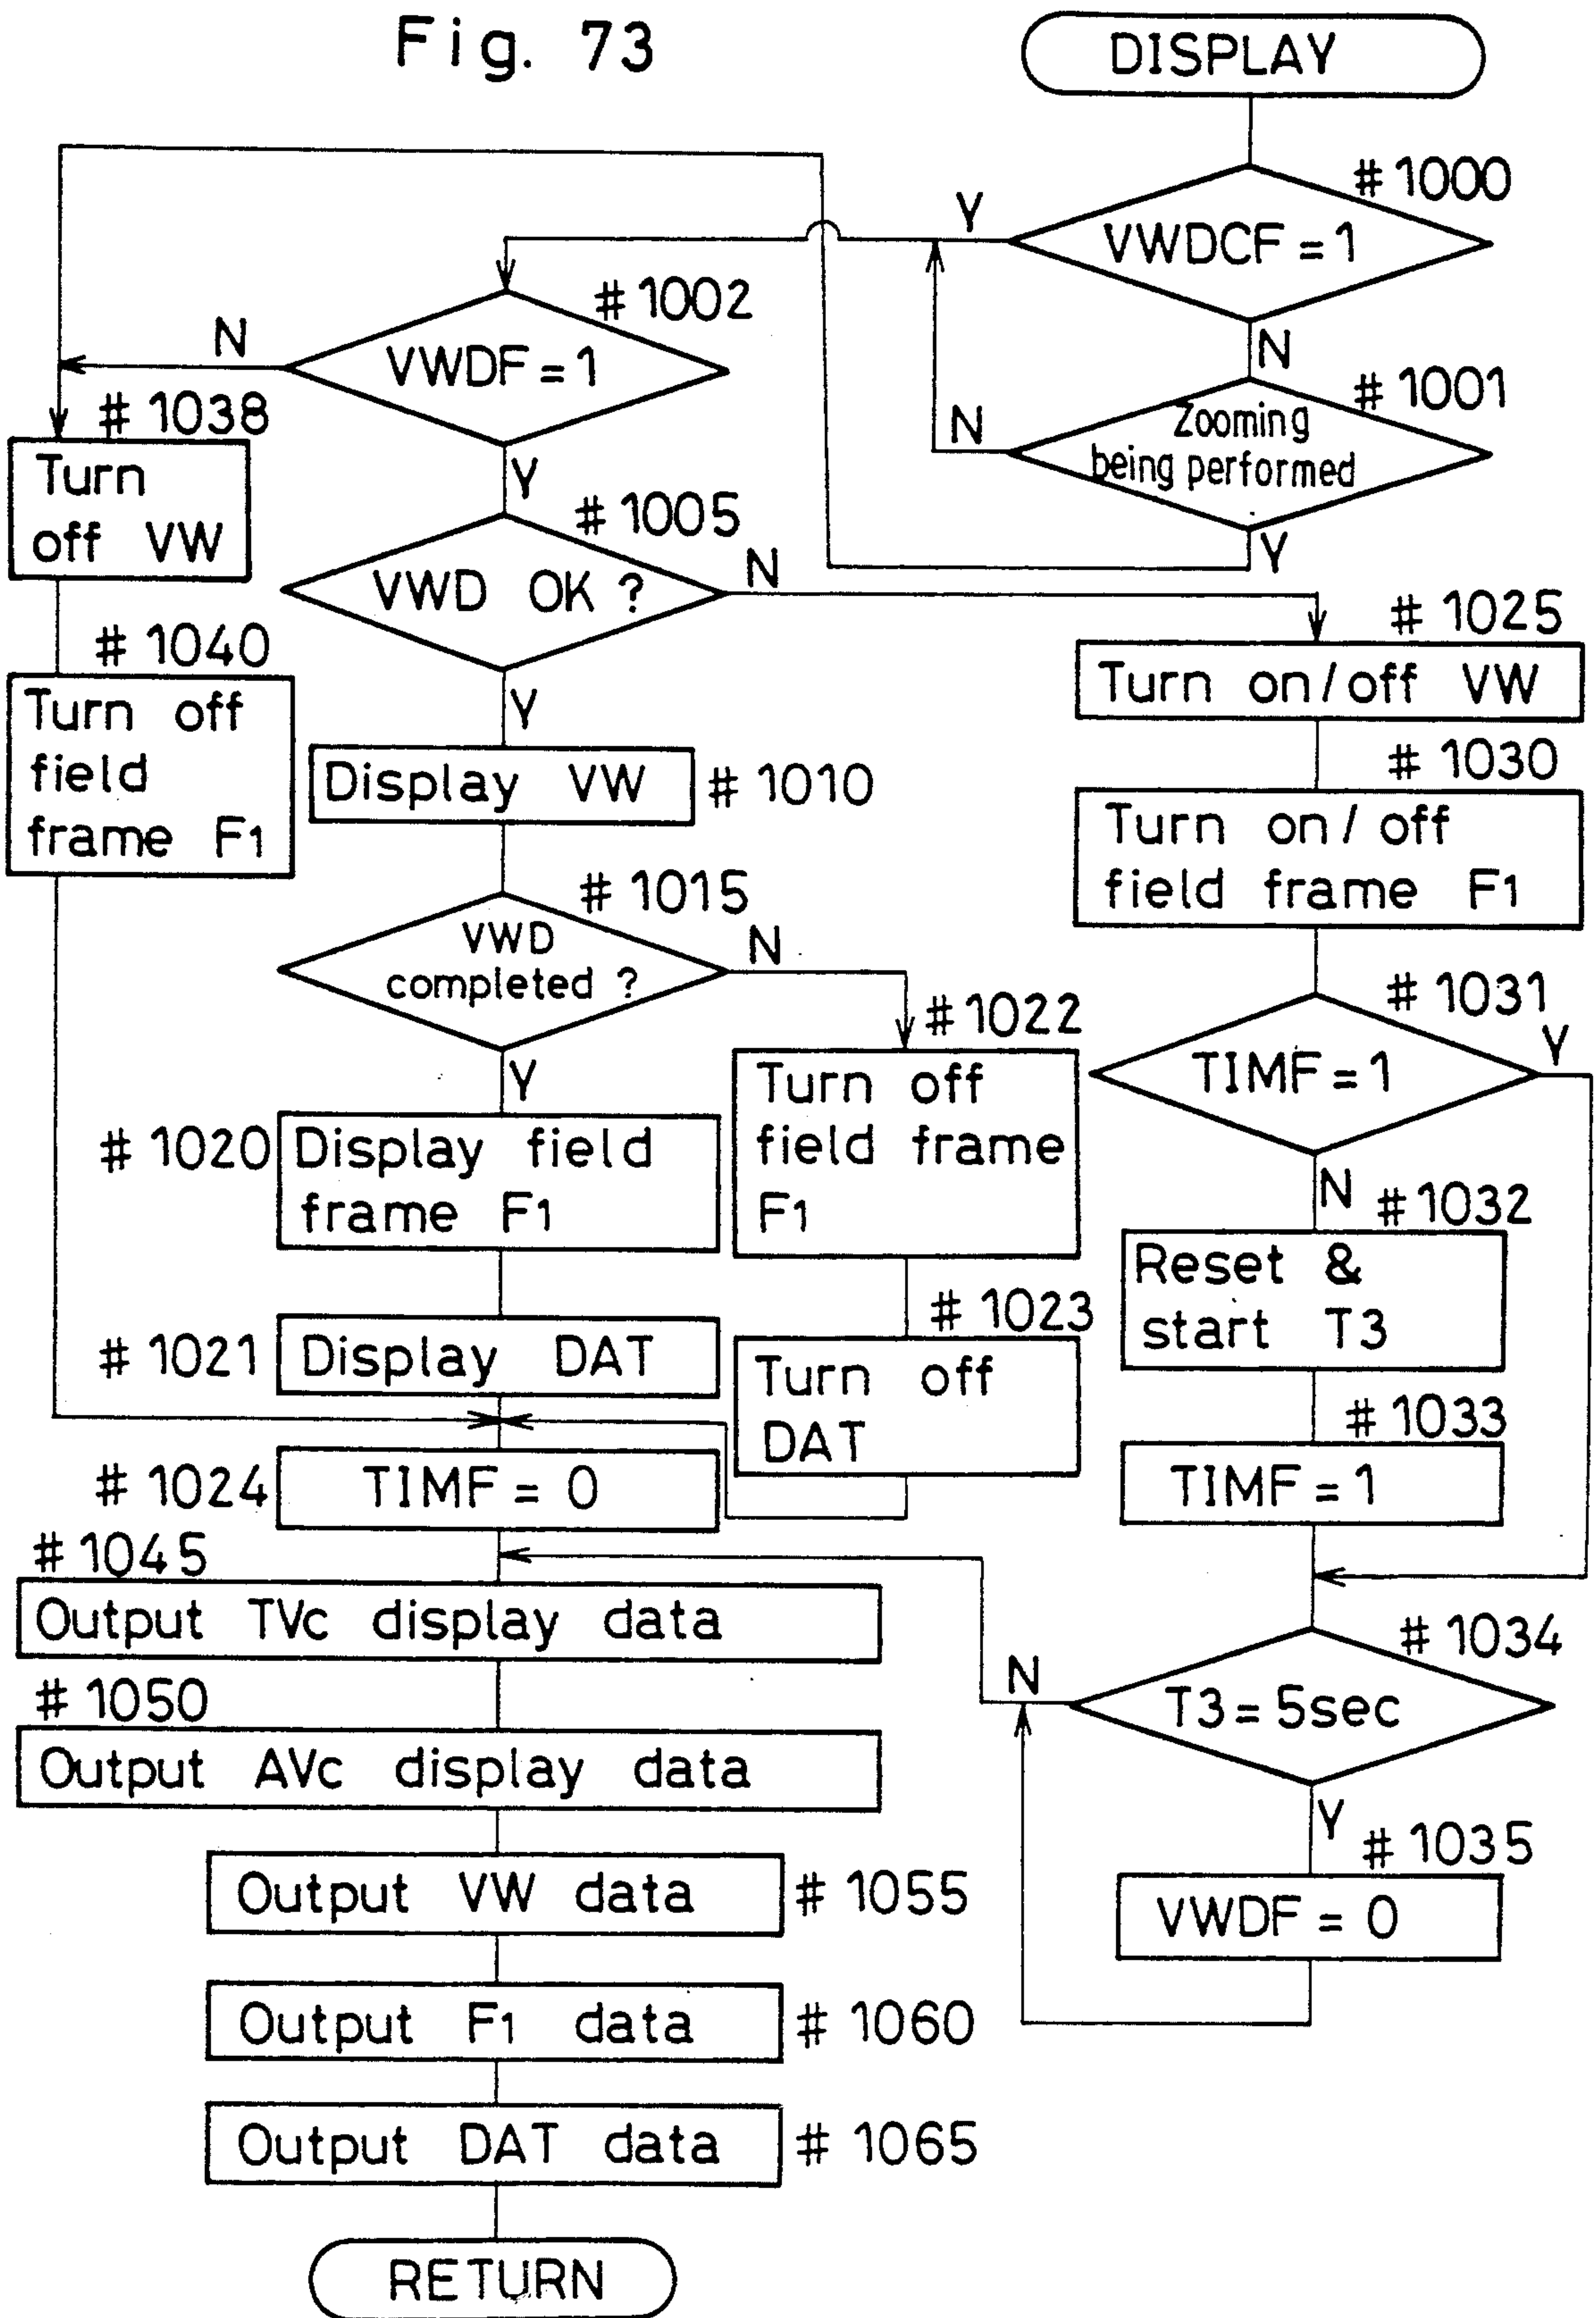 Fig. 73
DISPLAY
# 1000
VWDCF = 1
Y
N
# 1001
Zooming
being performed
N
Y
# 1002
VWDF = 1
N
Y
# 1038
Turn
off VW
# 1040
Turn off
field
frame F1
# 1005
VWD OK ?
N
Y
Display VW
# 1010
# 1015
VWD
completed ?
N
Y
# 1020
Display field
frame F1
# 1021
Display DAT
# 1022
Turn off
field frame
F1
# 1023
Turn off
DAT
# 1024
TIMF = 0
# 1025
Turn on/off VW
# 1030
Turn on/off
field frame F1
# 1031
TIMF = 1
Y
N
# 1032
Reset &
start T3
# 1033
TIMF = 1
# 1034
T3 = 5sec
N
Y
# 1035
VWDF = 0
# 1045
Output TVc display data
# 1050
Output AVc display data
Output VW data
# 1055
Output F1 data
# 1060
Output DAT data
# 1065
RETURN